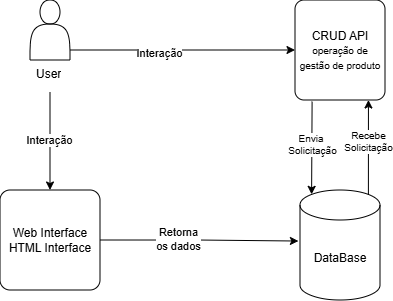 CRUD API
operação de
gestão de produto
Interação
User
Interação
Envia
Solicitação
Recebe
Solicitação
Web Interface
HTML Interface
Retorna
os dados
DataBase